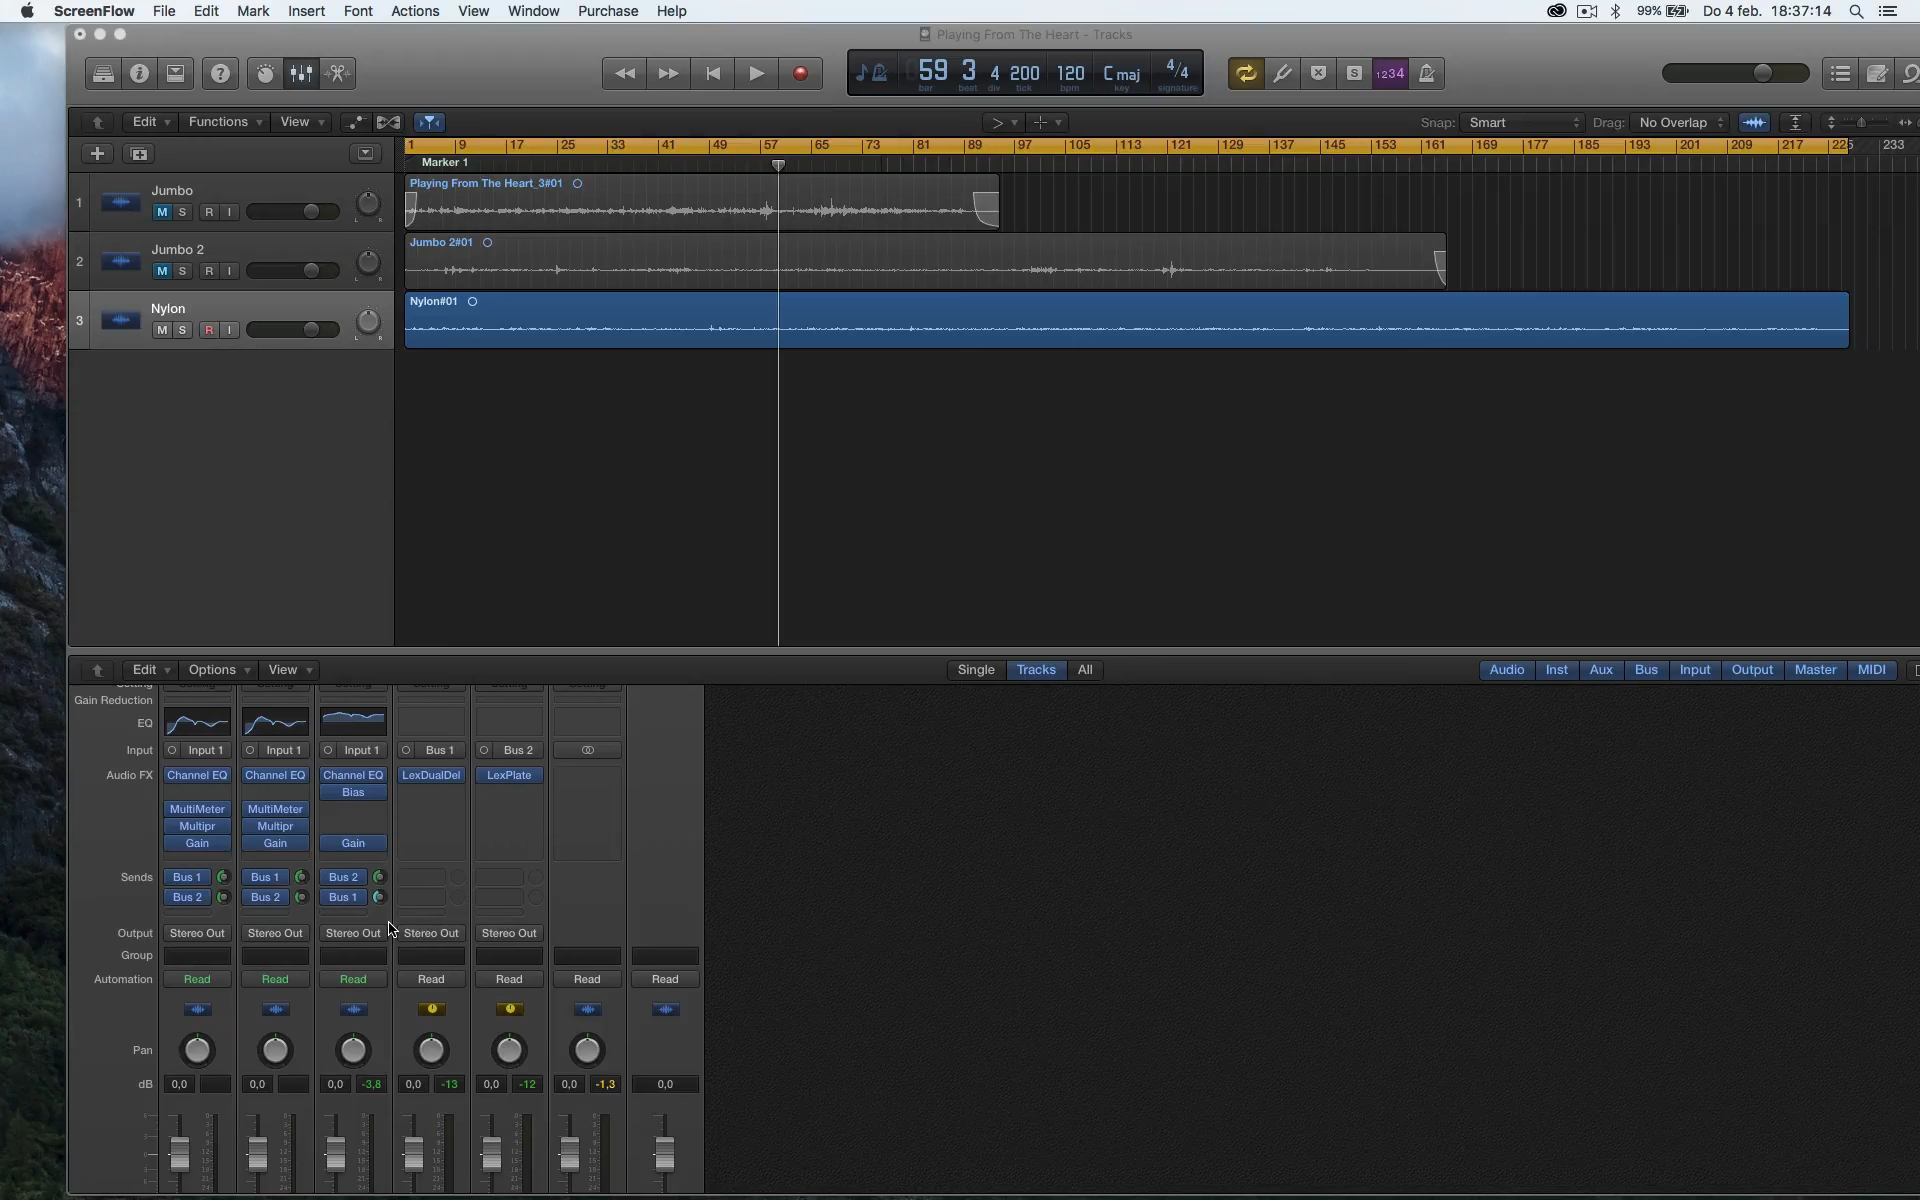 ScreenFlow File Edit Mark Insert Font Actions View Window Purchase Help 99% Do 4 feb. 18:37:14
Playing From The Heart - Tracks
59 3 4 200 120 C maj 4/4
bar beat div tick bpm key signature
S 1234
Edit Functions View Snap: Smart Drag: No Overlap
1 9 17 25 33 41 49 57 65 73 81 89 97 105 113 121 129 137 145 153 161 169 177 185 193 201 209 217 225 233
Marker 1
1 Jumbo Playing From The Heart_3#01
M S R I L R
2 Jumbo 2 Jumbo 2#01
M S R I L R
3 Nylon Nylon#01
M S R I L R
Edit Options View Single Tracks All Audio Inst Aux Bus Input Output Master MIDI
Gain Reduction
EQ
Input Input 1 Input 1 Input 1 Bus 1 Bus 2
Audio FX Channel EQ Channel EQ Channel EQ LexDualDel LexPlate
Bias
MultiMeter MultiMeter
Multipr Multipr
Gain Gain Gain
Sends Bus 1 Bus 1 Bus 2
Bus 2 Bus 2 Bus 1
Output Stereo Out Stereo Out Stereo Out Stereo Out Stereo Out
Group
Automation Read Read Read Read Read Read Read
Pan
dB 0,0 0,0 0,0 -3,8 0,0 -13 0,0 -12 0,0 -1,3 0,0